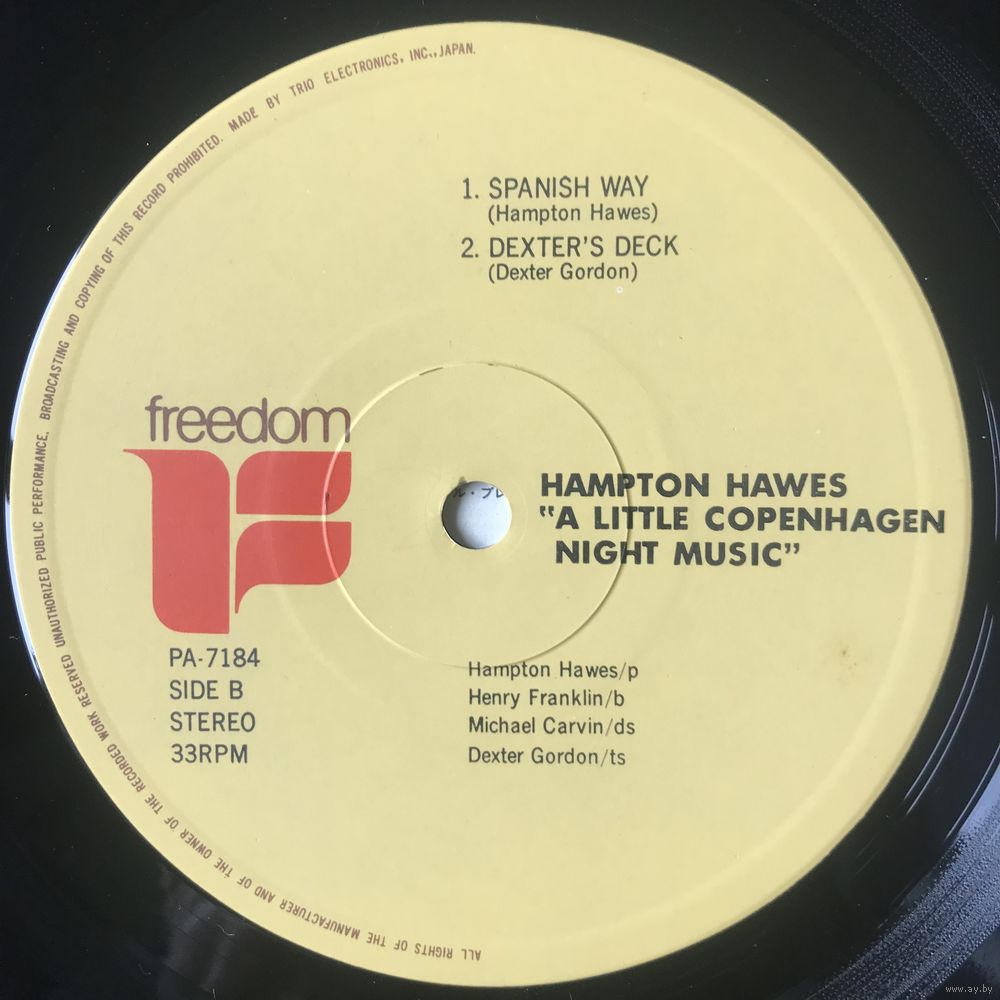 ALL RIGHTS OF THE MANUFACTURER AND OF THE OWNER OF THE RECORDED WORK RESERVED UNAUTHORIZED PUBLIC PERFORMANCE, BROADCASTING AND COPYING OF THIS RECORD PROHIBITED. MADE BY TRIO ELECTRONICS, INC., JAPAN.
1. SPANISH WAY
(Hampton Hawes)
2. DEXTER'S DECK
(Dexter Gordon)
freedom
HAMPTON HAWES
"A LITTLE COPENHAGEN
NIGHT MUSIC"
PA-7184
SIDE B
STEREO
33RPM
Hampton Hawes/p
Henry Franklin/b
Michael Carvin/ds
Dexter Gordon/ts
www.ay.by